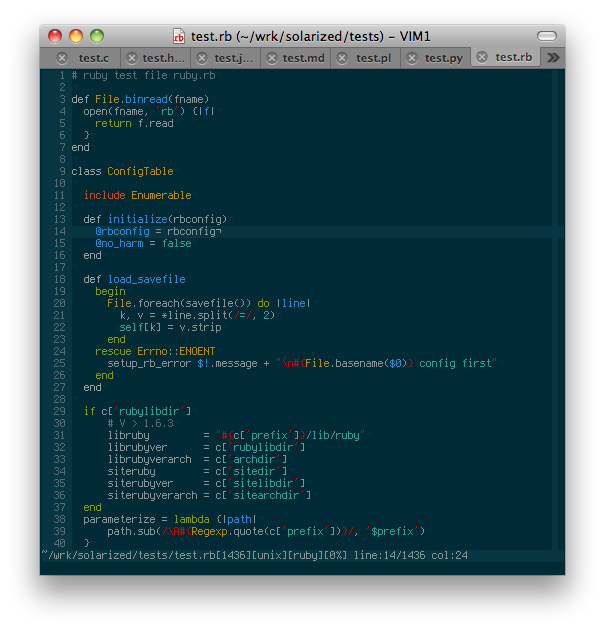 test.rb (~/wrk/solarized/tests) – VIM1
test.c test.h... test.j... test.md test.pl test.py test.rb »
1 # ruby test file ruby.rb¬
2 ¬
3 def File.binread(fname)¬
4   open(fname, 'rb') {|f|¬
5     return f.read¬
6   }¬
7 end¬
8 ¬
9 class ConfigTable¬
10 ¬
11   include Enumerable¬
12 ¬
13   def initialize(rbconfig)¬
14     @rbconfig = rbconfig¬
15     @no_harm = false¬
16   end¬
17 ¬
18   def load_savefile¬
19     begin¬
20       File.foreach(savefile()) do |line|¬
21         k, v = *line.split(/=/, 2)¬
22         self[k] = v.strip¬
23       end¬
24     rescue Errno::ENOENT¬
25       setup_rb_error $!.message + "\n#{File.basename($0)} config first"¬
26     end¬
27   end¬
28 ¬
29   if c['rubylibdir']¬
30       # V > 1.6.3¬
31       libruby         = "#{c['prefix']}/lib/ruby"¬
32       librubyver      = c['rubylibdir']¬
33       librubyverarch  = c['archdir']¬
34       siteruby        = c['sitedir']¬
35       siterubyver     = c['sitelibdir']¬
36       siterubyverarch = c['sitearchdir']¬
37   end¬
38   parameterize = lambda {|path|¬
39       path.sub(/\A#{Regexp.quote(c['prefix'])}/, '$prefix')¬
40   }¬
~/wrk/solarized/tests/test.rb[1436][unix][ruby][0%] line:14/1436 col:24